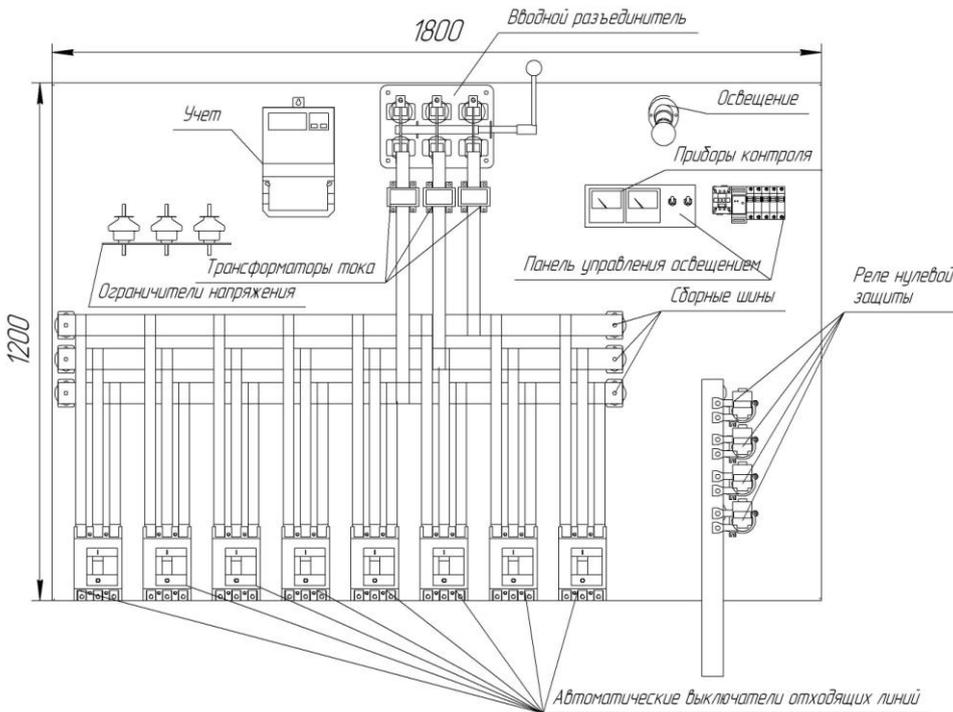 Вводной разъединитель
1800
Учет
Освещение
Приборы контроля
Трансформаторы тока
Панель управления освещением
Ограничители напряжения
Сборные шины
Реле нулевой
защиты
1200
Автоматические выключатели отходящих линий